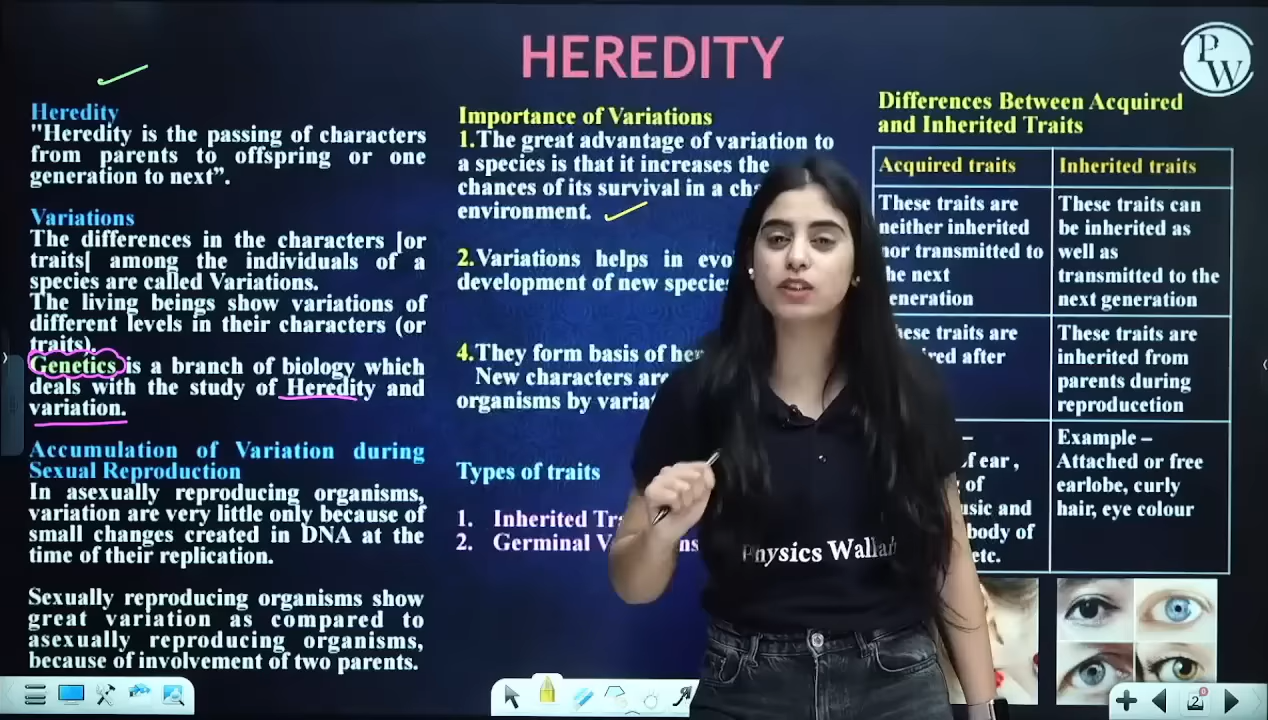 HEREDITY
PW
Heredity
"Heredity is the passing of characters
from parents to offspring or one
generation to next”.
Variations
The differences in the characters [or
traits[ among the individuals of a
species are called Variations.
The living beings show variations of
different levels in their characters (or
traits).
Genetics is a branch of biology which
deals with the study of Heredity and
variation.
Accumulation of Variation during
Sexual Reproduction
In asexually reproducing organisms,
variation are very little only because of
small changes created in DNA at the
time of their replication.
Sexually reproducing organisms show
great variation as compared to
asexually reproducing organisms,
because of involvement of two parents.
Importance of Variations
1.The great advantage of variation to
a species is that it increases the
chances of its survival in a
environment.
2.Variations helps in
development of new
4.They form basis of
New characters
organisms by
Types of traits
1. Inherited
2. Germinal
Physics Wallah
Differences Between Acquired
and Inherited Traits
Acquired traits
These traits are
neither inherited
nor transmitted to
next
traits are
after
–
of ear ,
of
and
body of
etc.
Inherited traits
These traits can
be inherited as
well as
transmitted to the
next generation
These traits are
inherited from
parents during
reproducetion
Example –
Attached or free
earlobe, curly
hair, eye colour
2